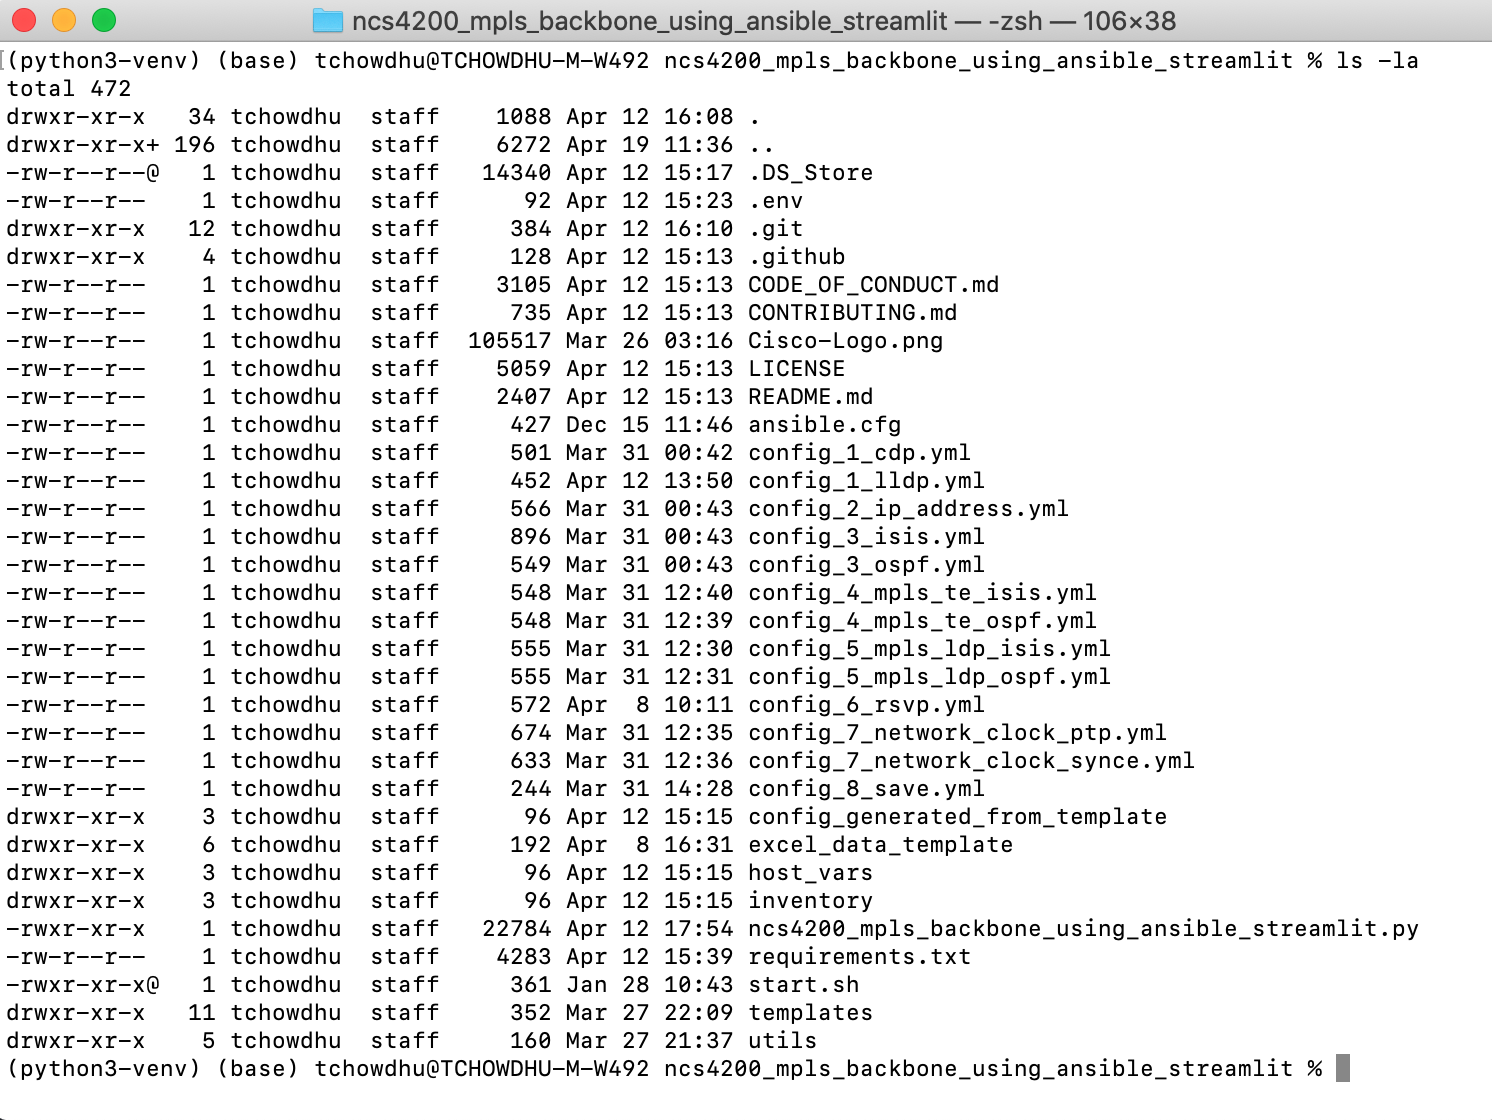 ncs4200_mpls_backbone_using_ansible_streamlit — -zsh — 106×38
(python3-venv) (base) tchowdhu@TCHOWDHU-M-W492 ncs4200_mpls_backbone_using_ansible_streamlit % ls -la
total 472
drwxr-xr-x   34 tchowdhu  staff    1088 Apr 12 16:08 .
drwxr-xr-x+ 196 tchowdhu  staff    6272 Apr 19 11:36 ..
-rw-r--r--@   1 tchowdhu  staff   14340 Apr 12 15:17 .DS_Store
-rw-r--r--    1 tchowdhu  staff      92 Apr 12 15:23 .env
drwxr-xr-x   12 tchowdhu  staff     384 Apr 12 16:10 .git
drwxr-xr-x    4 tchowdhu  staff     128 Apr 12 15:13 .github
-rw-r--r--    1 tchowdhu  staff    3105 Apr 12 15:13 CODE_OF_CONDUCT.md
-rw-r--r--    1 tchowdhu  staff     735 Apr 12 15:13 CONTRIBUTING.md
-rw-r--r--    1 tchowdhu  staff  105517 Mar 26 03:16 Cisco-Logo.png
-rw-r--r--    1 tchowdhu  staff    5059 Apr 12 15:13 LICENSE
-rw-r--r--    1 tchowdhu  staff    2407 Apr 12 15:13 README.md
-rw-r--r--    1 tchowdhu  staff     427 Dec 15 11:46 ansible.cfg
-rw-r--r--    1 tchowdhu  staff     501 Mar 31 00:42 config_1_cdp.yml
-rw-r--r--    1 tchowdhu  staff     452 Apr 12 13:50 config_1_lldp.yml
-rw-r--r--    1 tchowdhu  staff     566 Mar 31 00:43 config_2_ip_address.yml
-rw-r--r--    1 tchowdhu  staff     896 Mar 31 00:43 config_3_isis.yml
-rw-r--r--    1 tchowdhu  staff     549 Mar 31 00:43 config_3_ospf.yml
-rw-r--r--    1 tchowdhu  staff     548 Mar 31 12:40 config_4_mpls_te_isis.yml
-rw-r--r--    1 tchowdhu  staff     548 Mar 31 12:39 config_4_mpls_te_ospf.yml
-rw-r--r--    1 tchowdhu  staff     555 Mar 31 12:30 config_5_mpls_ldp_isis.yml
-rw-r--r--    1 tchowdhu  staff     555 Mar 31 12:31 config_5_mpls_ldp_ospf.yml
-rw-r--r--    1 tchowdhu  staff     572 Apr  8 10:11 config_6_rsvp.yml
-rw-r--r--    1 tchowdhu  staff     674 Mar 31 12:35 config_7_network_clock_ptp.yml
-rw-r--r--    1 tchowdhu  staff     633 Mar 31 12:36 config_7_network_clock_synce.yml
-rw-r--r--    1 tchowdhu  staff     244 Mar 31 14:28 config_8_save.yml
drwxr-xr-x    3 tchowdhu  staff      96 Apr 12 15:15 config_generated_from_template
drwxr-xr-x    6 tchowdhu  staff     192 Apr  8 16:31 excel_data_template
drwxr-xr-x    3 tchowdhu  staff      96 Apr 12 15:15 host_vars
drwxr-xr-x    3 tchowdhu  staff      96 Apr 12 15:15 inventory
-rwxr-xr-x    1 tchowdhu  staff   22784 Apr 12 17:54 ncs4200_mpls_backbone_using_ansible_streamlit.py
-rw-r--r--    1 tchowdhu  staff    4283 Apr 12 15:39 requirements.txt
-rwxr-xr-x@   1 tchowdhu  staff     361 Jan 28 10:43 start.sh
drwxr-xr-x   11 tchowdhu  staff     352 Mar 27 22:09 templates
drwxr-xr-x    5 tchowdhu  staff     160 Mar 27 21:37 utils
(python3-venv) (base) tchowdhu@TCHOWDHU-M-W492 ncs4200_mpls_backbone_using_ansible_streamlit %